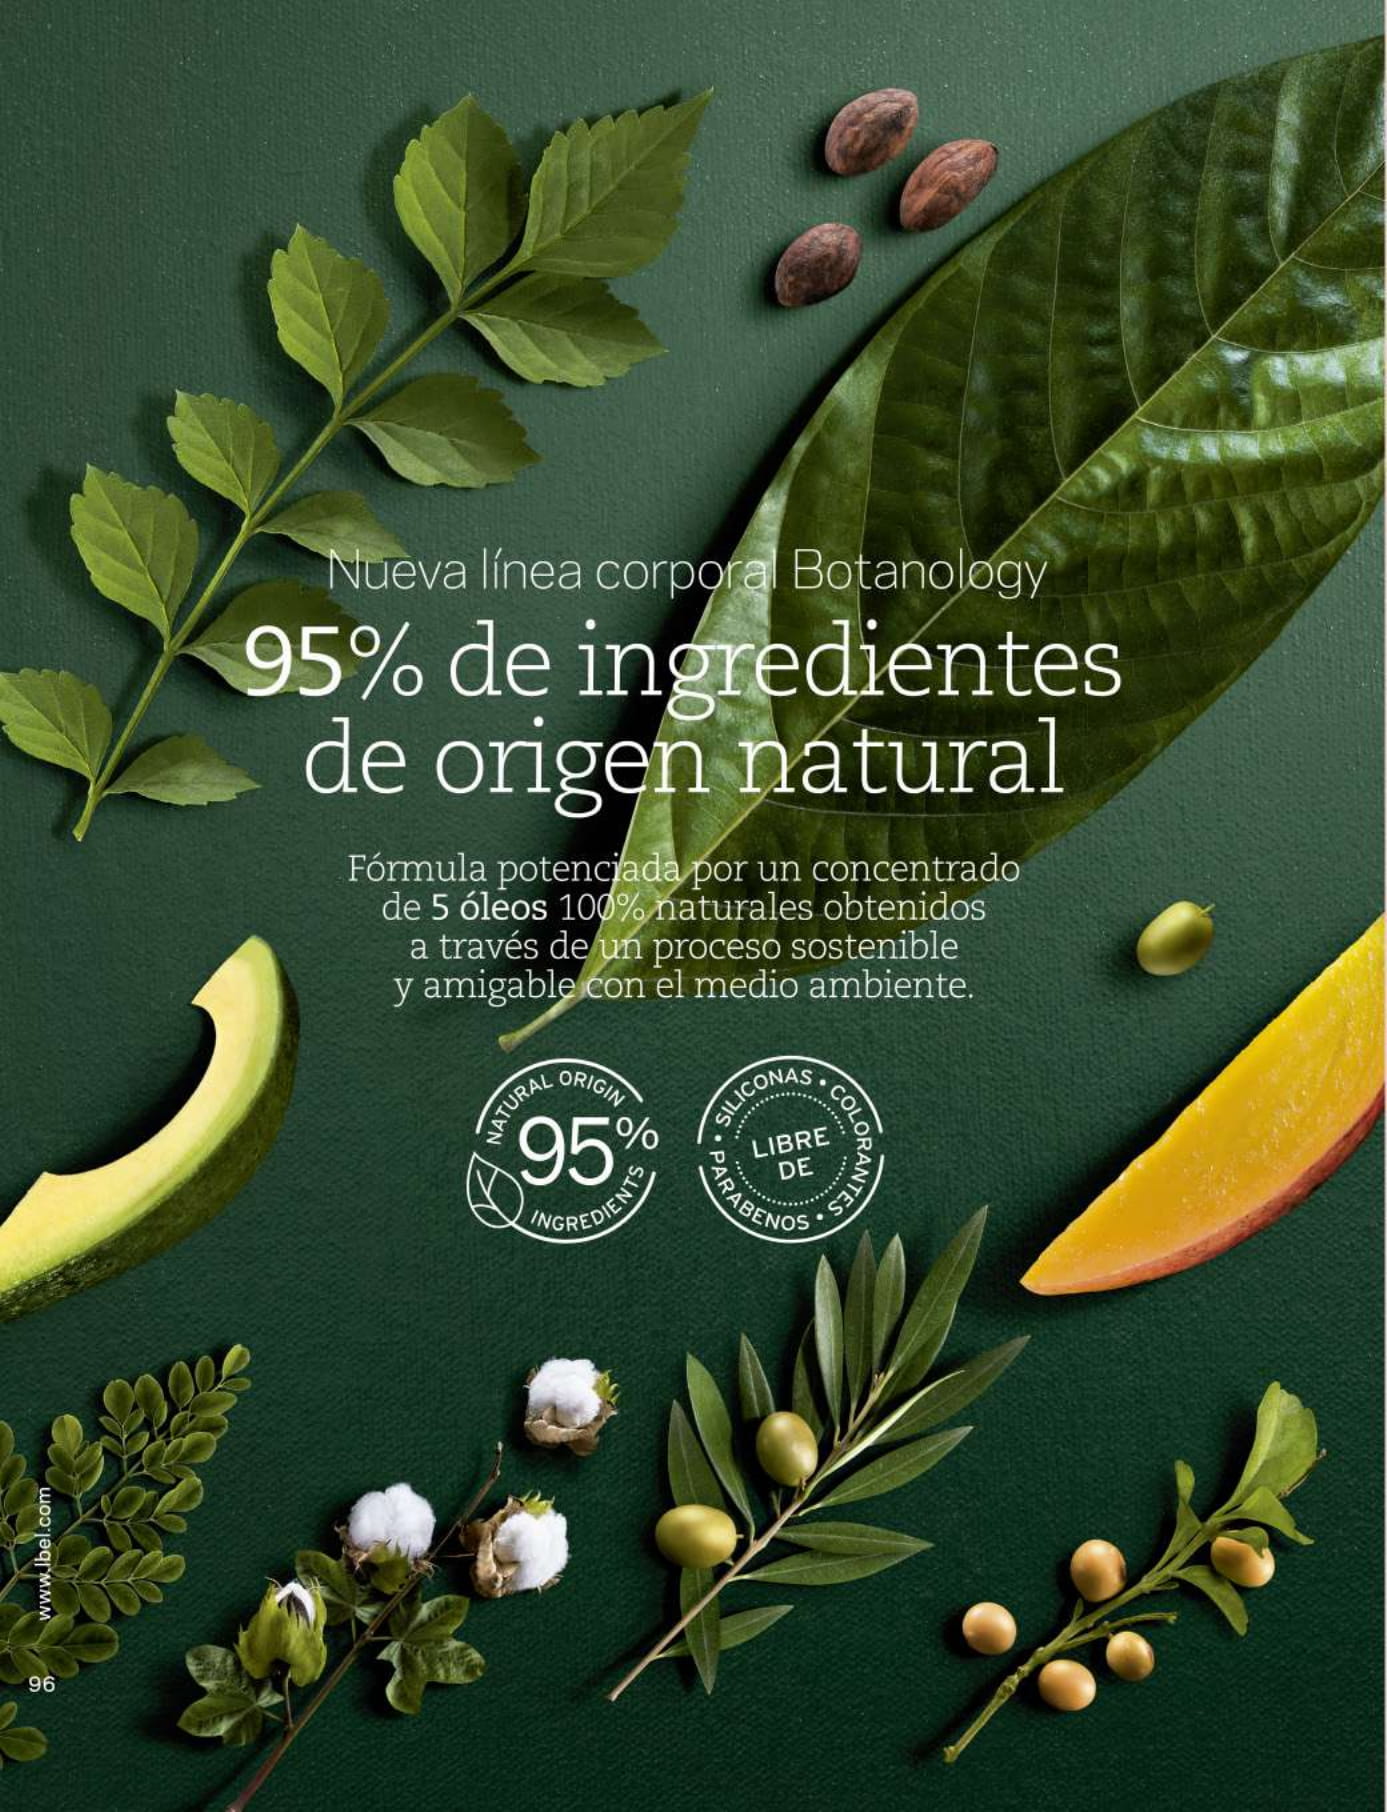 Nueva línea corporal Botanology
95% de ingredientes
de origen natural
Fórmula potenciada por un concentrado
de 5 óleos 100% naturales obtenidos
a través de un proceso sostenible
y amigable con el medio ambiente.
NATURAL ORIGIN
95%
INGREDIENTS
SILICONAS • COLORANTES • PARABENOS •
LIBRE
DE
www.lbel.com
96